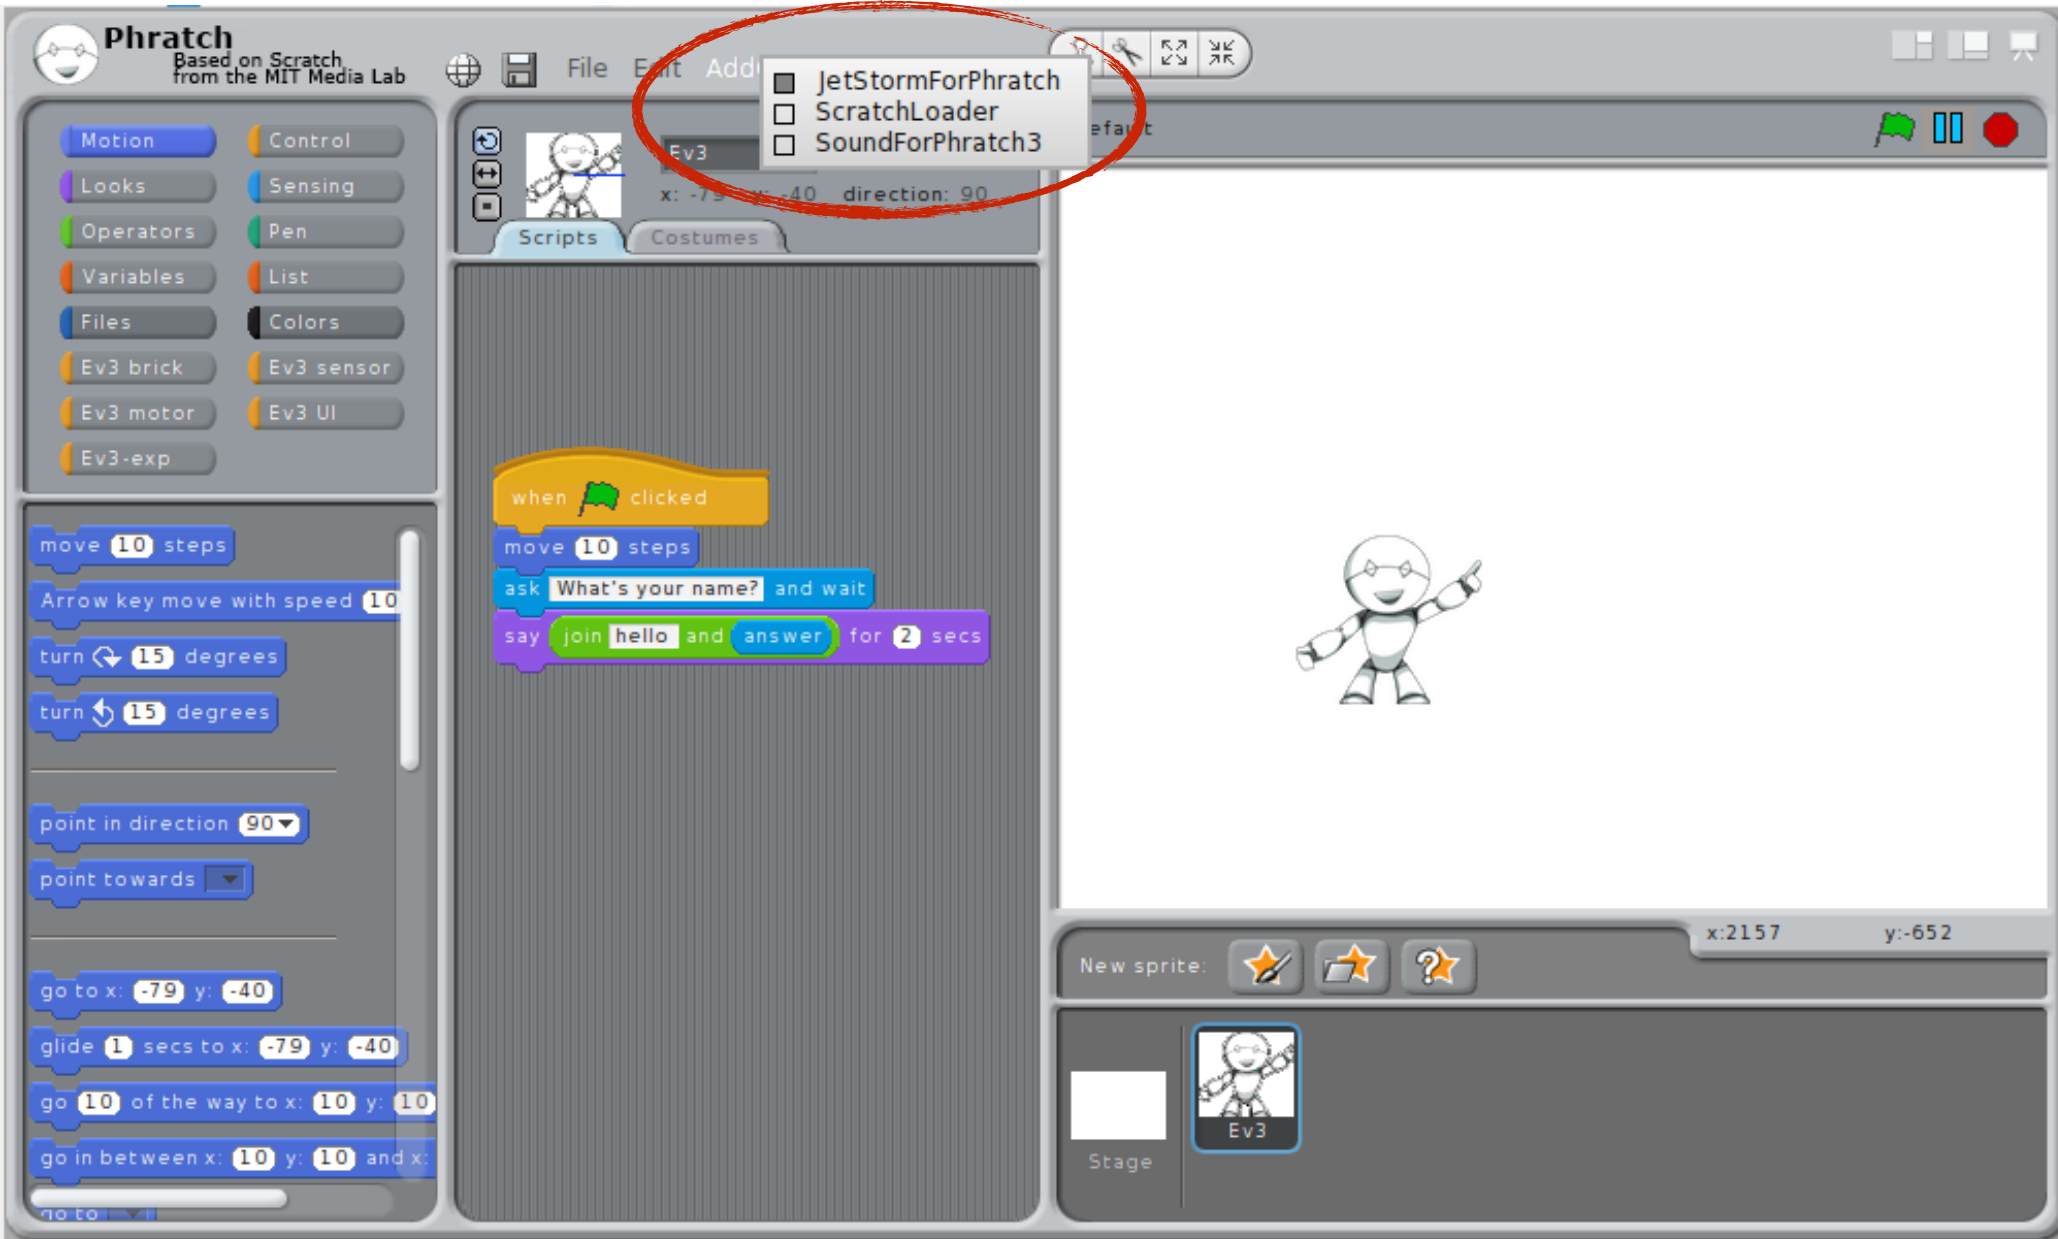 Phratch
Based on Scratch
from the MIT Media Lab
File Edit Add
JetStormForPhratch
ScratchLoader
SoundForPhratch3
Motion Control
Looks Sensing
Operators Pen
Variables List
Files Colors
Ev3 brick Ev3 sensor
Ev3 motor Ev3 UI
Ev3-exp
Ev3
x: -79 y: -40 direction: 90
Scripts Costumes
move 10 steps
Arrow key move with speed 10
turn 15 degrees
turn 15 degrees
point in direction 90
point towards
go to x: -79 y: -40
glide 1 secs to x: -79 y: -40
go 10 of the way to x: 10 y: 10
go in between x: 10 y: 10 and x:
go to
when clicked
move 10 steps
ask What's your name? and wait
say join hello and answer for 2 secs
x:2157 y:-652
New sprite:
Stage
Ev3